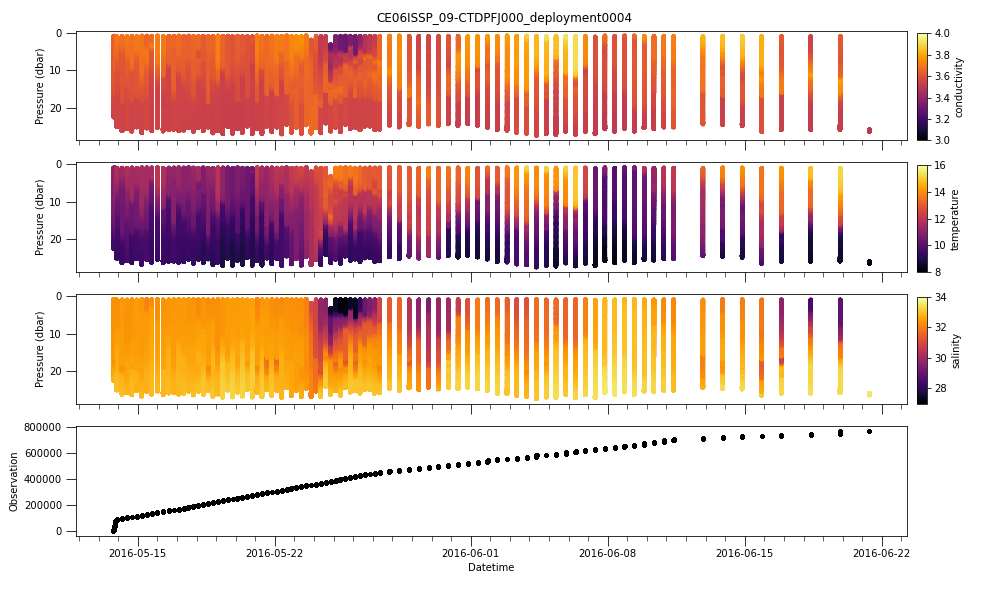 CE06ISSP_09-CTDPFJ000_deployment0004
0
10
20
Pressure (dbar)
4.0
3.8
3.6
3.4
3.2
3.0
conductivity
0
10
20
Pressure (dbar)
16
14
12
10
8
temperature
0
10
20
Pressure (dbar)
34
32
30
28
salinity
800000
600000
400000
200000
0
Observation
2016-05-15 2016-05-22 2016-06-01 2016-06-08 2016-06-15 2016-06-22
Datetime